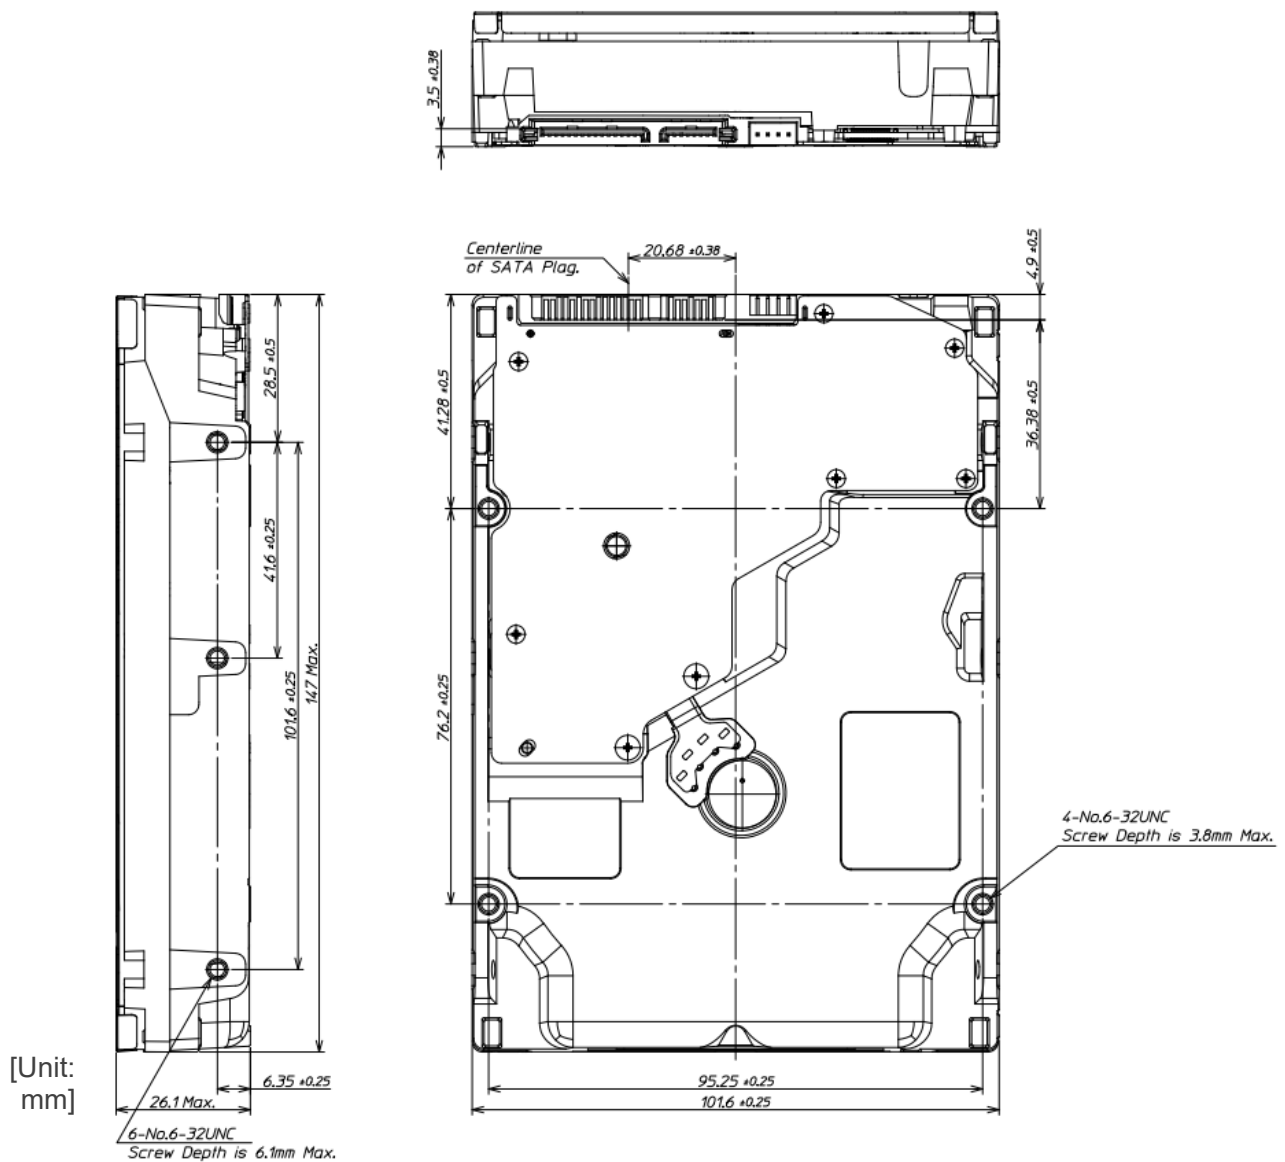 3.5 ±0.38
Centerline
of SATA Plag.
20.68 ±0.38
4.9 ±0.5
28.5 ±0.5
41.28 ±0.5
36.38 ±0.5
41.6 ±0.25
101.6 ±0.25
147 Max.
76.2 ±0.25
4-No.6-32UNC
Screw Depth is 3.8mm Max.
[Unit:
mm]
6.35 ±0.25
26.1 Max.
95.25 ±0.25
101.6 ±0.25
6-No.6-32UNC
Screw Depth is 6.1mm Max.